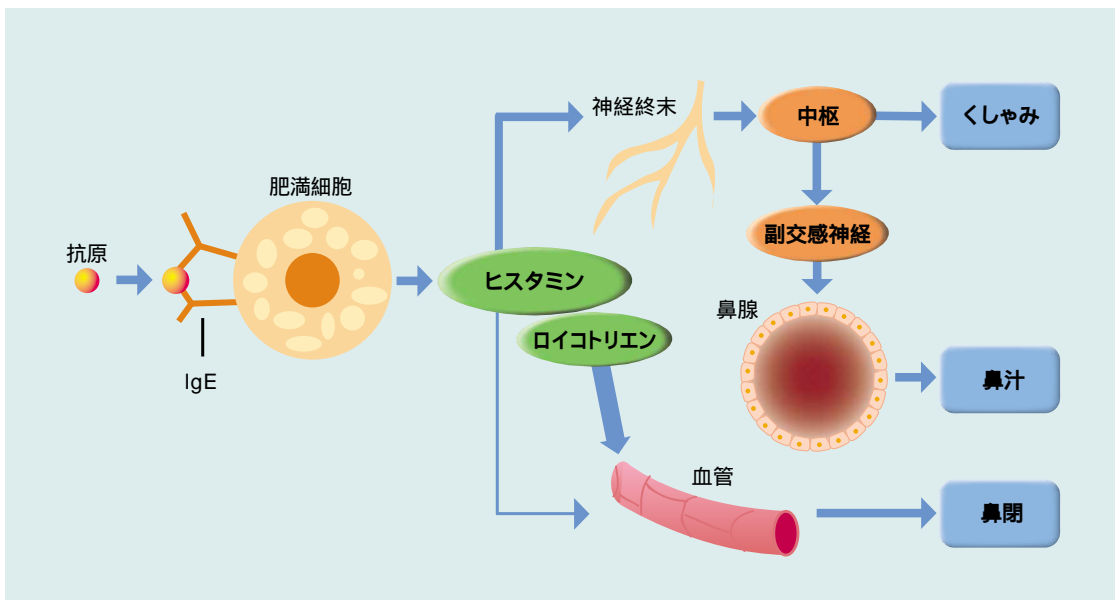 神経終末
中枢
くしゃみ
肥満細胞
抗原
副交感神経
ヒスタミン
鼻腺
ロイコトリエン
IgE
鼻汁
血管
鼻閉